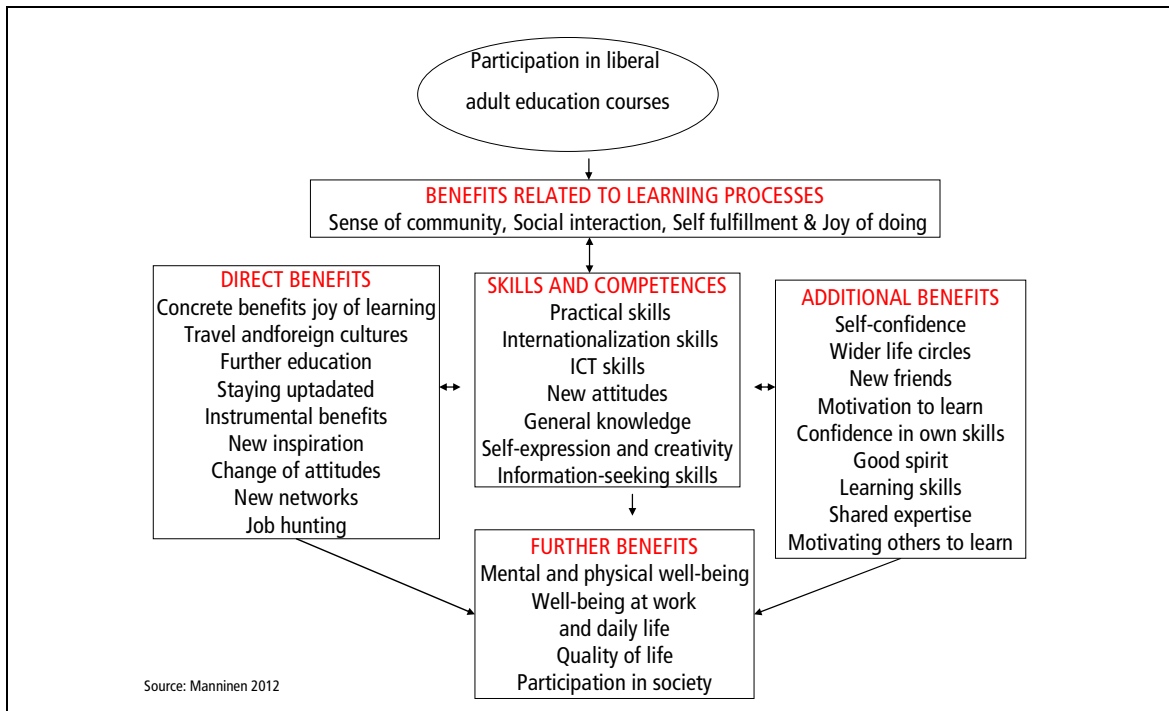 Participation in liberal
adult education courses
BENEFITS RELATED TO LEARNING PROCESSES
Sense of community, Social interaction, Self fulfillment & Joy of doing
DIRECT BENEFITS
Concrete benefits joy of learning
Travel andforeign cultures
Further education
Staying uptadated
Instrumental benefits
New inspiration
Change of attitudes
New networks
Job hunting
SKILLS AND COMPETENCES
Practical skills
Internationalization skills
ICT skills
New attitudes
General knowledge
Self-expression and creativity
Information-seeking skills
ADDITIONAL BENEFITS
Self-confidence
Wider life circles
New friends
Motivation to learn
Confidence in own skills
Good spirit
Learning skills
Shared expertise
Motivating others to learn
FURTHER BENEFITS
Mental and physical well-being
Well-being at work
and daily life
Quality of life
Participation in society
Source: Manninen 2012